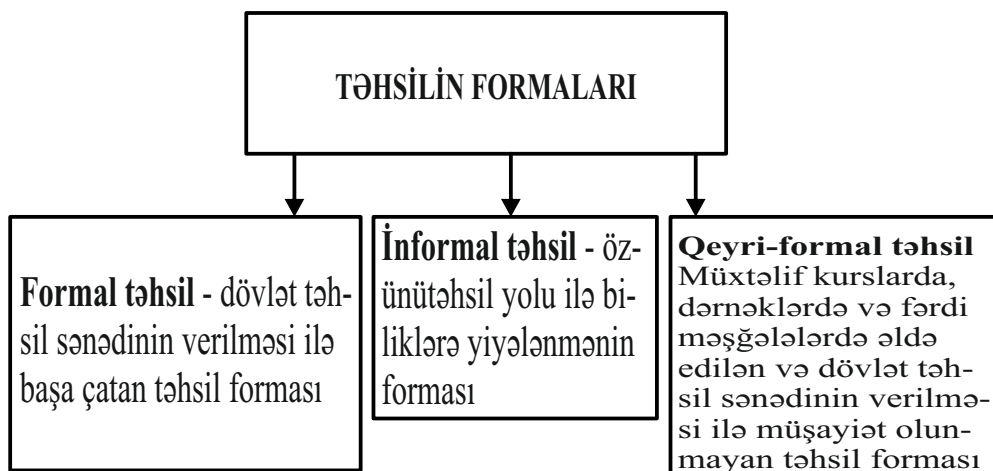 TƏHSİLİN FORMALARI
Formal təhsil - dövlət təh-
sil sənədinin verilməsi ilə
başa çatan təhsil forması
İnformal təhsil - öz-
ünütəhsil yolu ilə bi-
liklərə yiyələnmənin
forması
Qeyri-formal təhsil
Müxtəlif kurslarda,
dərnəklərdə və fərdi
məşğələlərdə əldə
edilən və dövlət təh-
sil sənədinin verilmə-
si ilə müşayiət olun-
mayan təhsil forması